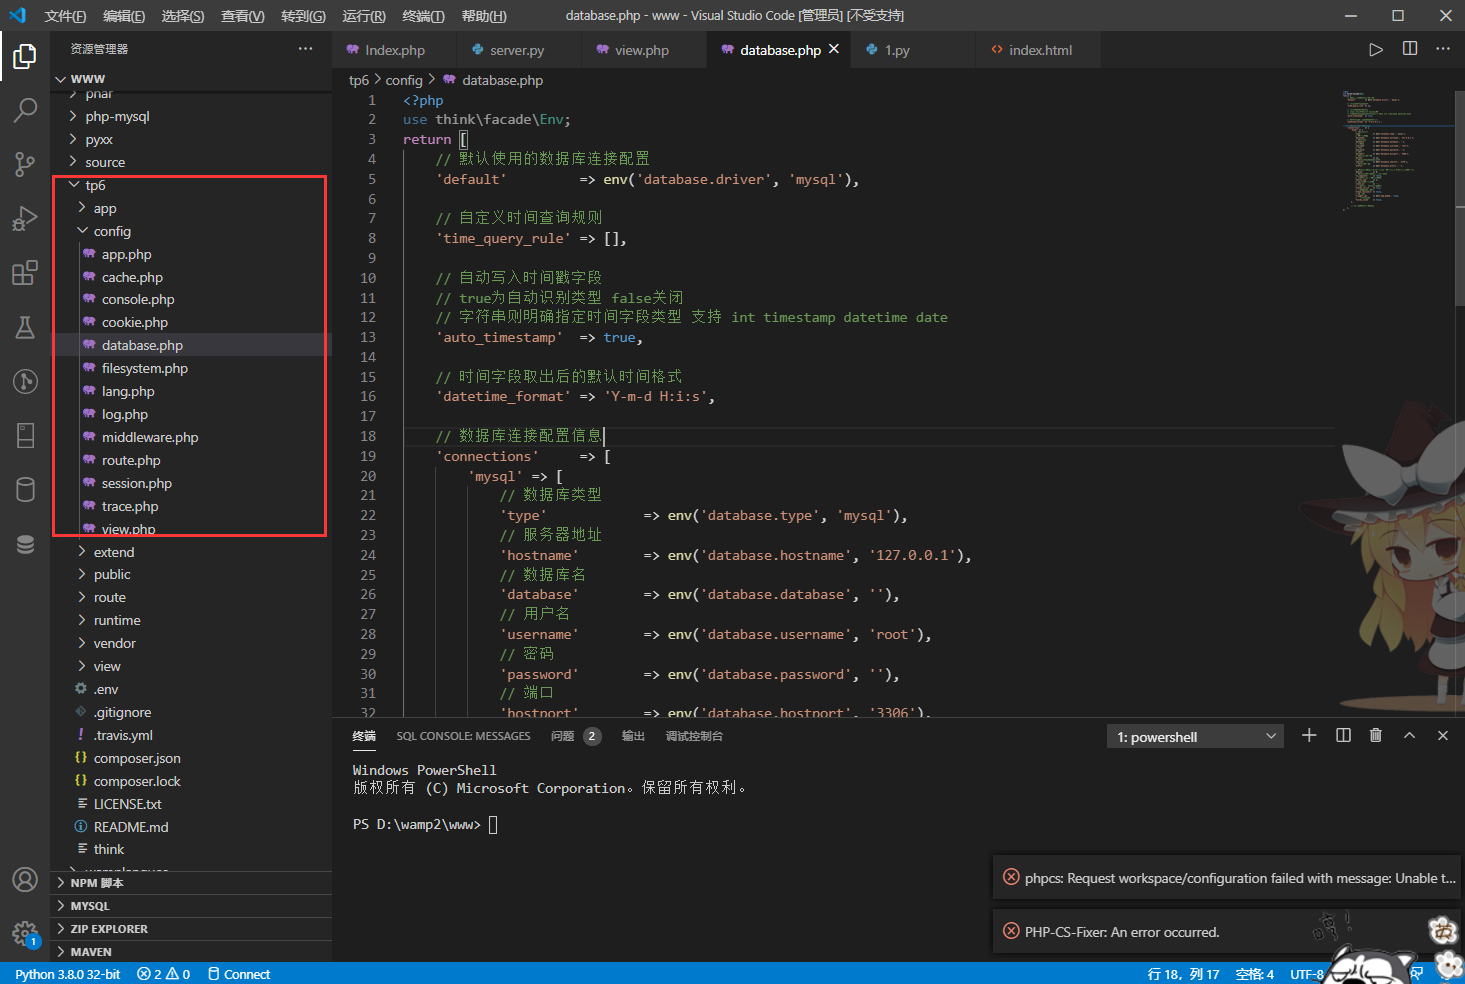 文件(F) 编辑(E) 选择(S) 查看(V) 转到(G) 运行(R) 终端(T) 帮助(H) database.php - www - Visual Studio Code [管理员] [不受支持]
资源管理器
Index.php server.py view.php database.php 1.py index.html
WWW
phar
php-mysql
pyxx
source
tp6
app
config
app.php
cache.php
console.php
cookie.php
database.php
filesystem.php
lang.php
log.php
middleware.php
route.php
session.php
trace.php
view.php
extend
public
route
runtime
vendor
view
.env
.gitignore
.travis.yml
composer.json
composer.lock
LICENSE.txt
README.md
think
NPM 脚本
MYSQL
ZIP EXPLORER
MAVEN
tp6 > config > database.php
1 <?php
2 use think\facade\Env;
3 return [
4 // 默认使用的数据库连接配置
5 'default' => env('database.driver', 'mysql'),
6
7 // 自定义时间查询规则
8 'time_query_rule' => [],
9
10 // 自动写入时间戳字段
11 // true为自动识别类型 false关闭
12 // 字符串则明确指定时间字段类型 支持 int timestamp datetime date
13 'auto_timestamp' => true,
14
15 // 时间字段取出后的默认时间格式
16 'datetime_format' => 'Y-m-d H:i:s',
17
18 // 数据库连接配置信息
19 'connections' => [
20 'mysql' => [
21 // 数据库类型
22 'type' => env('database.type', 'mysql'),
23 // 服务器地址
24 'hostname' => env('database.hostname', '127.0.0.1'),
25 // 数据库名
26 'database' => env('database.database', ''),
27 // 用户名
28 'username' => env('database.username', 'root'),
29 // 密码
30 'password' => env('database.password', ''),
31 // 端口
32 'hostport' => env('database.hostport', '3306'),
终端 SQL CONSOLE: MESSAGES 问题 2 输出 调试控制台 1: powershell
Windows PowerShell
版权所有 (C) Microsoft Corporation。保留所有权利。
PS D:\wamp2\www>
phpcs: Request workspace/configuration failed with message: Unable t...
PHP-CS-Fixer: An error occurred.
哼!
1
Python 3.8.0 32-bit 2 0 Connect 行 18，列 17 空格: 4 UTF-8